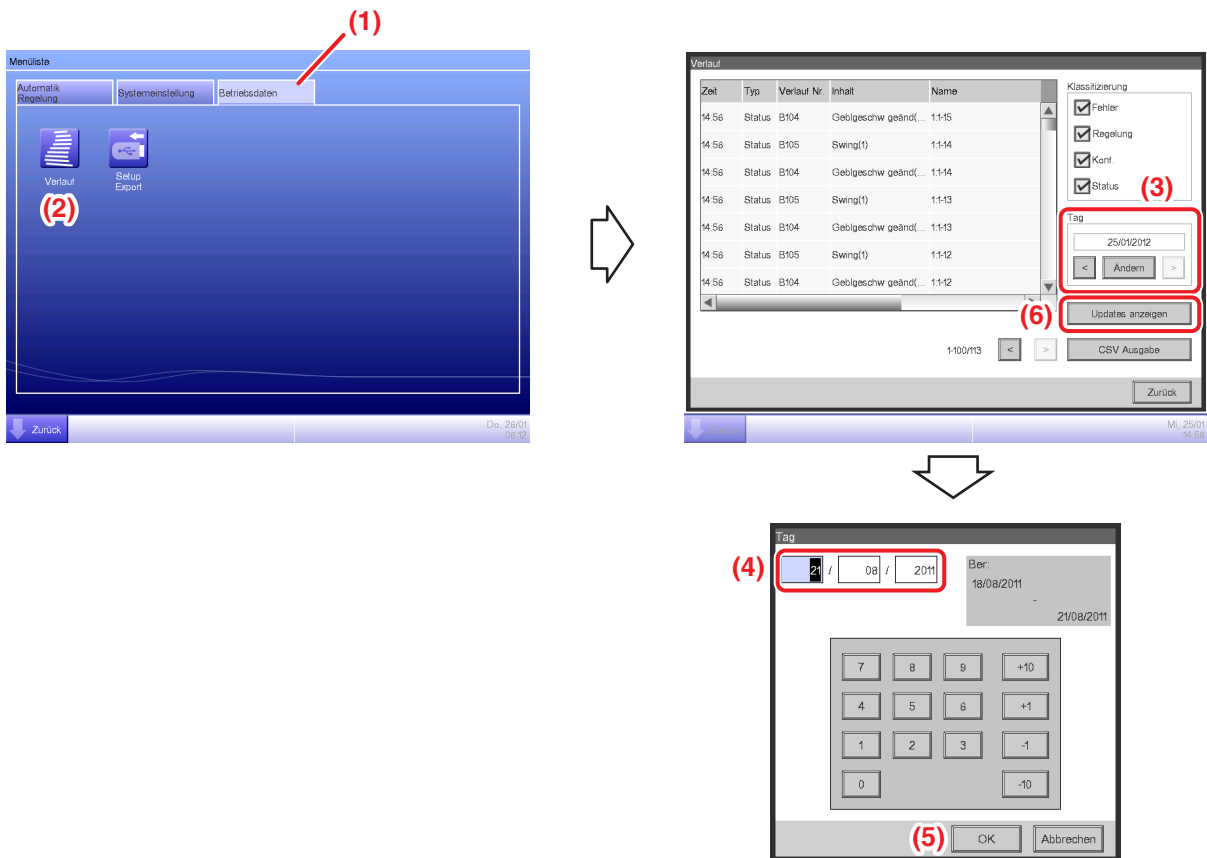 (1)
Menüliste
Automatik
Regelung
Systemeinstellung
Betriebsdaten
Verlauf
Setup
Export
(2)
Zurück
Do, 26/01
06:12
Verlauf
Zeit Typ Verlauf Nr. Inhalt Name
14:56 Status B104 Geblgeschw geänd(... 1:1-15
14:56 Status B105 Swing(1) 1:1-14
14:56 Status B104 Geblgeschw geänd(... 1:1-14
14:56 Status B105 Swing(1) 1:1-13
14:56 Status B104 Geblgeschw geänd(... 1:1-13
14:56 Status B105 Swing(1) 1:1-12
14:56 Status B104 Geblgeschw geänd(... 1:1-12
Klassifizierung
Fehler
Regelung
Konf.
Status
(3)
Tag
25/01/2012
< Ändern >
(6)
Updates anzeigen
1-100/113 < >
CSV Ausgabe
Zurück
Mi, 25/01
14:58
Tag
(4)
21 / 08 / 2011
Ber:
18/08/2011
-
21/08/2011
7 8 9 +10
4 5 6 +1
1 2 3 -1
0 -10
(5)
OK Abbrechen